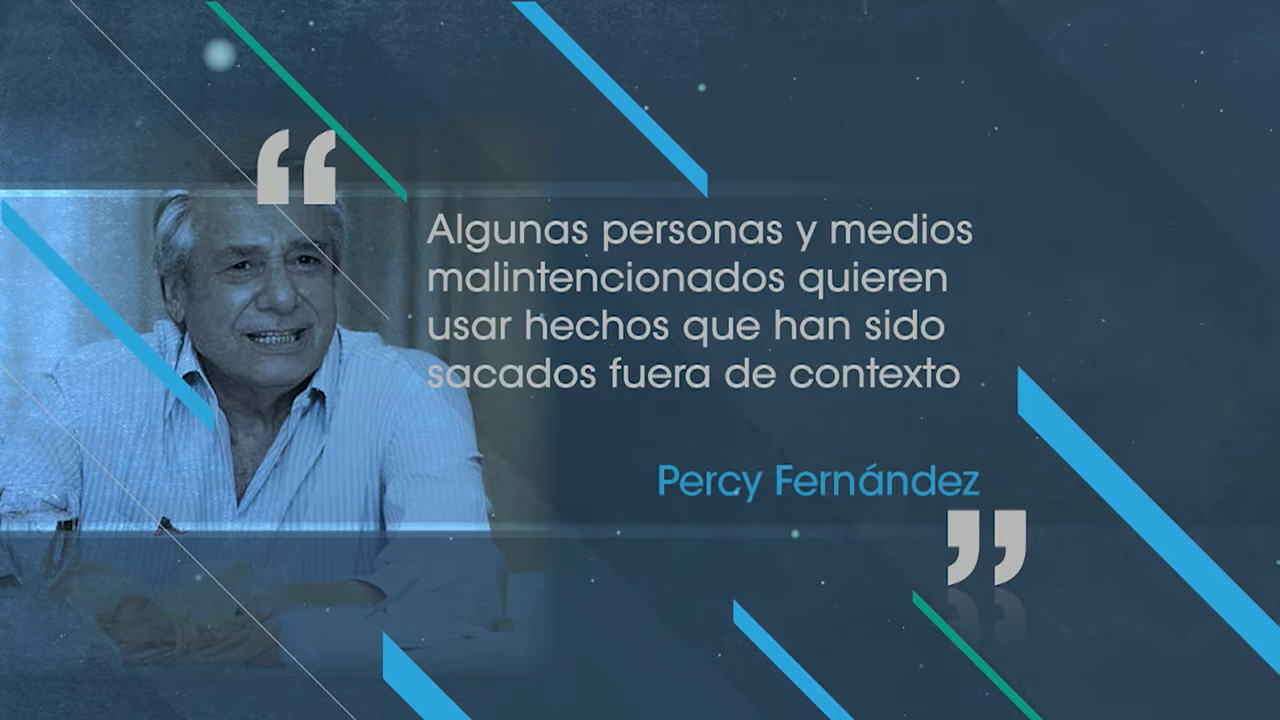 “
Algunas personas y medios
malintencionados quieren
usar hechos que han sido
sacados fuera de contexto
Percy Fernández
”